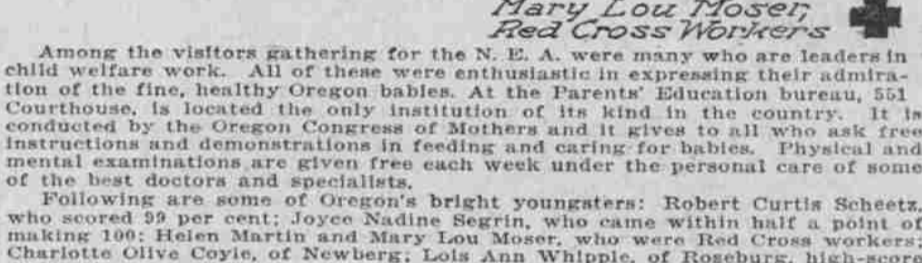 Mary Lou Moser,
Red Cross Workers
Among the visitors gathering for the N. E. A. were many who are leaders in
child welfare work. All of these were enthusiastic in expressing their admira-
tion of the fine, healthy Oregon babies. At the Parents' Education bureau, 551
Courthouse, is located the only institution of its kind in the country. It is
conducted by the Oregon Congress of Mothers and it gives to all who ask free
instructions and demonstrations in feeding and caring for babies. Physical and
mental examinations are given free each week under the personal care of some
of the best doctors and specialists.
Following are some of Oregon's bright youngsters: Robert Curtis Scheetz,
who scored 99 per cent; Joyce Nadine Segrin, who came within half a point of
making 100; Helen Martin and Mary Lou Moser, who were Red Cross workers;
Charlotte Olive Coyle, of Newberg; Lois Ann Whipple, of Roseburg, high-score